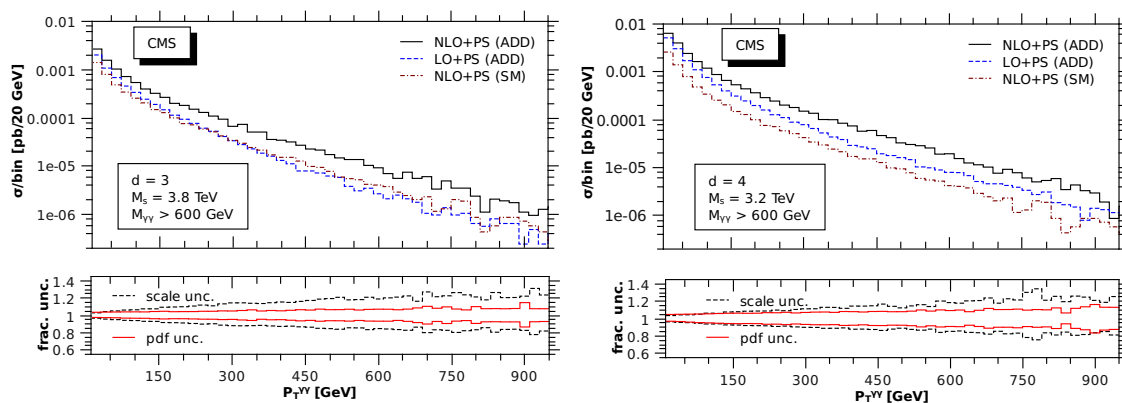 0.01
0.001
0.0001
1e-05
1e-06
σ/bin [pb/20 GeV]
CMS
NLO+PS (ADD)
LO+PS (ADD)
NLO+PS (SM)
d = 3
Mₛ = 3.8 TeV
Mᵧᵧ > 600 GeV
1.4
1.2
1
0.8
0.6
frac. unc.
scale unc.
pdf unc.
150 300 450 600 750 900
P_T^γγ [GeV]
0.01
0.001
0.0001
1e-05
1e-06
σ/bin [pb/20 GeV]
CMS
NLO+PS (ADD)
LO+PS (ADD)
NLO+PS (SM)
d = 4
Mₛ = 3.2 TeV
Mᵧᵧ > 600 GeV
1.4
1.2
1
0.8
0.6
frac. unc.
scale unc.
pdf unc.
150 300 450 600 750 900
P_T^γγ [GeV]